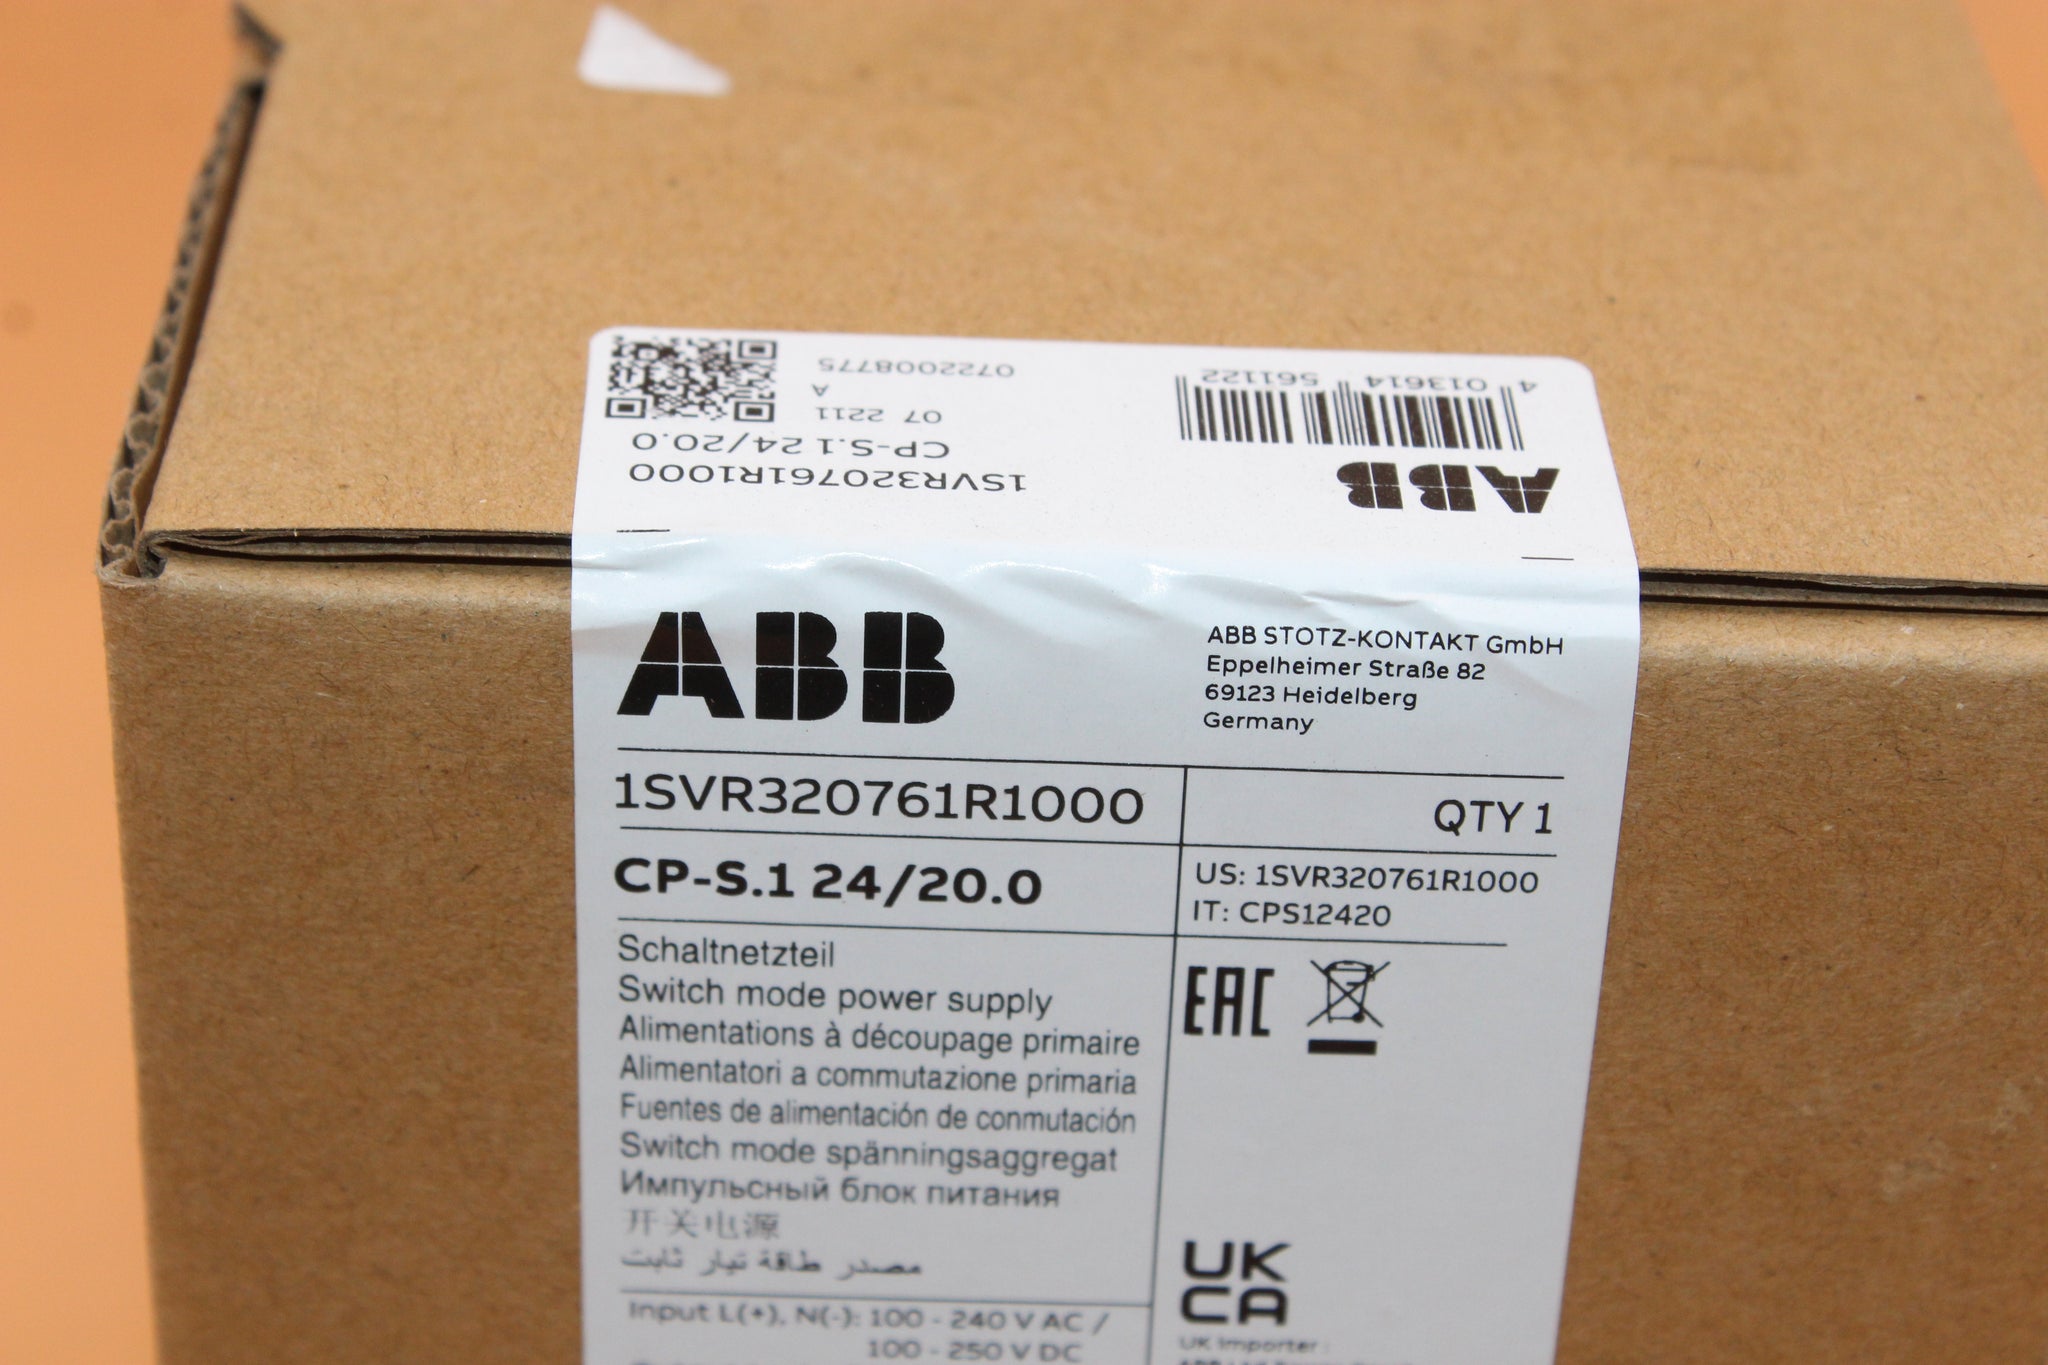 0722008775
A
07 2211
CP-S.1 24/20.0
1SVR320761R1000
4 013614 561122
ABB
ABB
ABB STOTZ-KONTAKT GmbH
Eppelheimer Straße 82
69123 Heidelberg
Germany
1SVR320761R1000
QTY 1
CP-S.1 24/20.0
US: 1SVR320761R1000
IT: CPS12420
Schaltnetzteil
Switch mode power supply
Alimentations à découpage primaire
Alimentatori a commutazione primaria
Fuentes de alimentación de conmutación
Switch mode spänningsaggregat
Импульсный блок питания
开关电源
مصدر طاقة تيار ثابت
EAC
UK
CA
UK Importer :
Input L(+), N(-): 100 - 240 V AC /
100 - 250 V DC